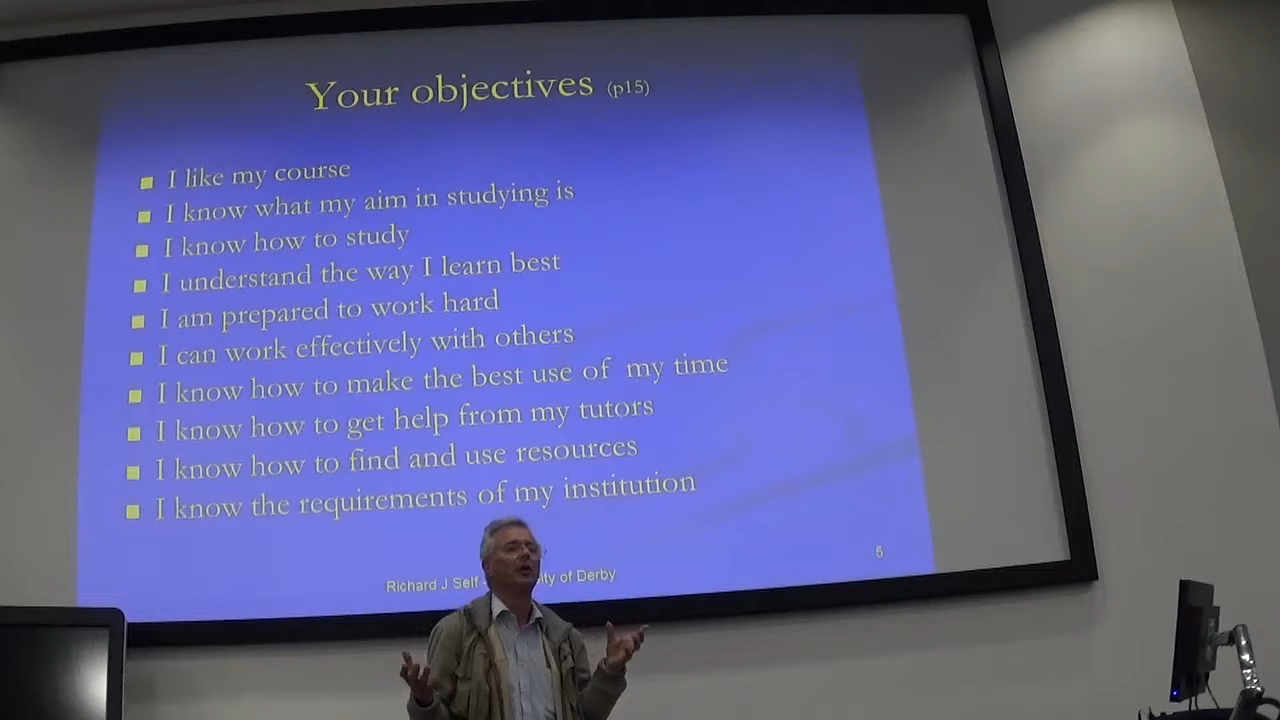 Your objectives (p15)
I like my course
I know what my aim in studying is
I know how to study
I understand the way I learn best
I am prepared to work hard
I can work effectively with others
I know how to make the best use of my time
I know how to get help from my tutors
I know how to find and use resources
I know the requirements of my institution
5
Richard J Self of Derby